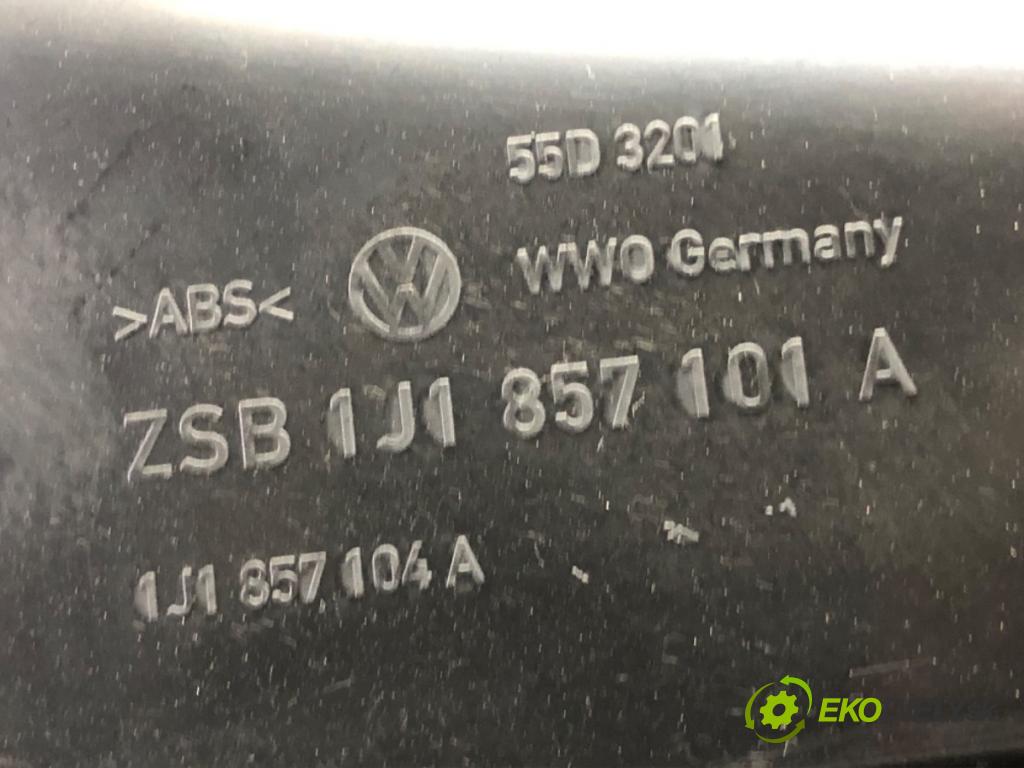 55D 3201
>ABS< WWO Germany
ZSB 1J1 857 101 A
1J1 857 104 A
EKO